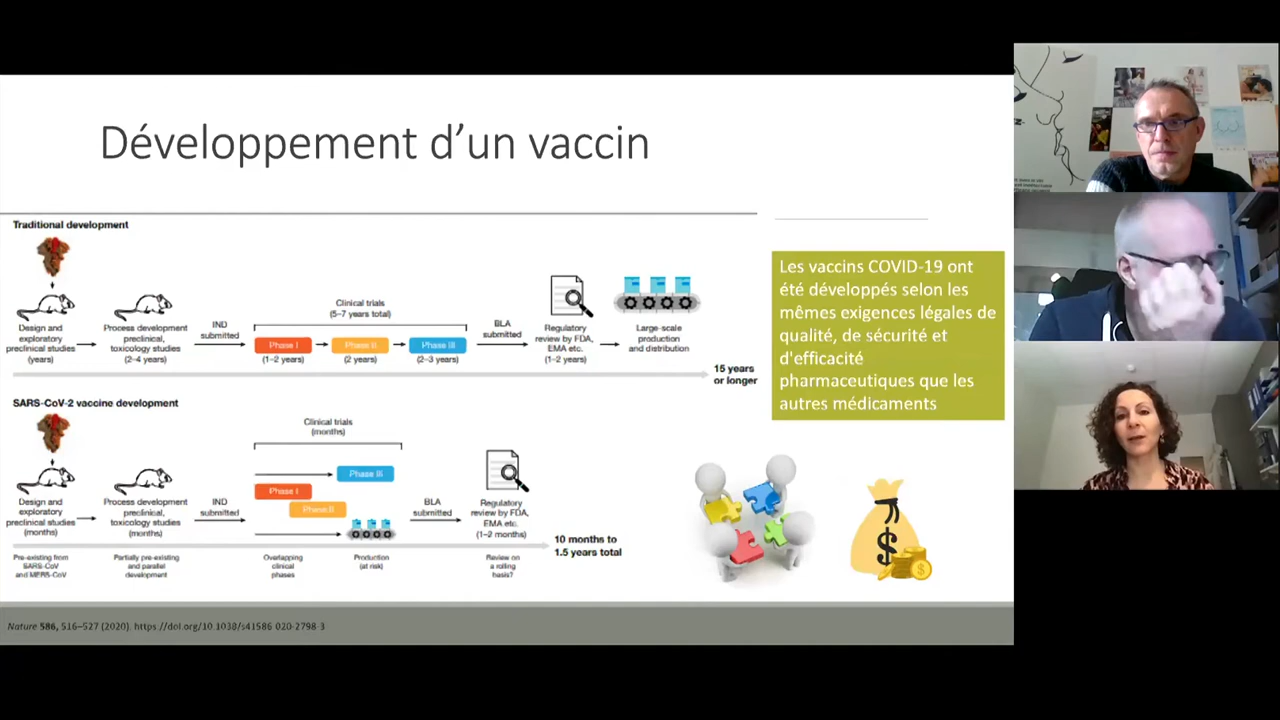 Développement d'un vaccin
Traditional development
Clinical trials
(5–7 years total)
Design and
exploratory
preclinical studies
(years)
Process development
preclinical,
toxicology studies
(2–4 years)
IND
submitted
Phase I
(1–2 years)
Phase II
(2 years)
Phase III
(2–3 years)
BLA
submitted
Regulatory
review by FDA,
EMA etc.
(1–2 years)
Large-scale
production
and distribution
15 years
or longer
SARS-CoV-2 vaccine development
Clinical trials
(months)
Design and
exploratory
preclinical studies
(months)
Process development
preclinical,
toxicology studies
(months)
IND
submitted
Phase III
Phase I
Phase II
BLA
submitted
Regulatory
review by FDA,
EMA etc.
(1–2 months)
10 months to
1.5 years total
Pre-existing from
SARS-CoV
and MERS-CoV
Partially pre-existing
and parallel
development
Overlapping
clinical
phases
Production
(at risk)
Review on
a rolling
basis?
Les vaccins COVID-19 ont
été développés selon les
mêmes exigences légales de
qualité, de sécurité et
d'efficacité
pharmaceutiques que les
autres médicaments
$
$
Nature 586, 516–527 (2020). https://doi.org/10.1038/s41586-020-2798-3